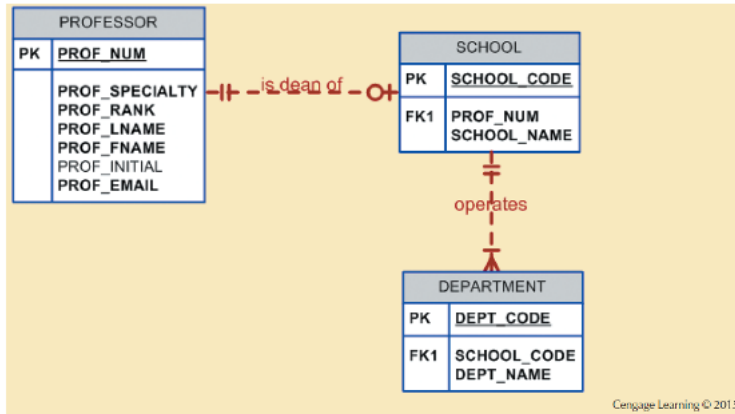 PROFESSOR
PK PROF_NUM
PROF_SPECIALTY
PROF_RANK
PROF_LNAME
PROF_FNAME
PROF_INITIAL
PROF_EMAIL
is dean of
SCHOOL
PK SCHOOL_CODE
FK1 PROF_NUM
SCHOOL_NAME
operates
DEPARTMENT
PK DEPT_CODE
FK1 SCHOOL_CODE
DEPT_NAME
Cengage Learning © 2015